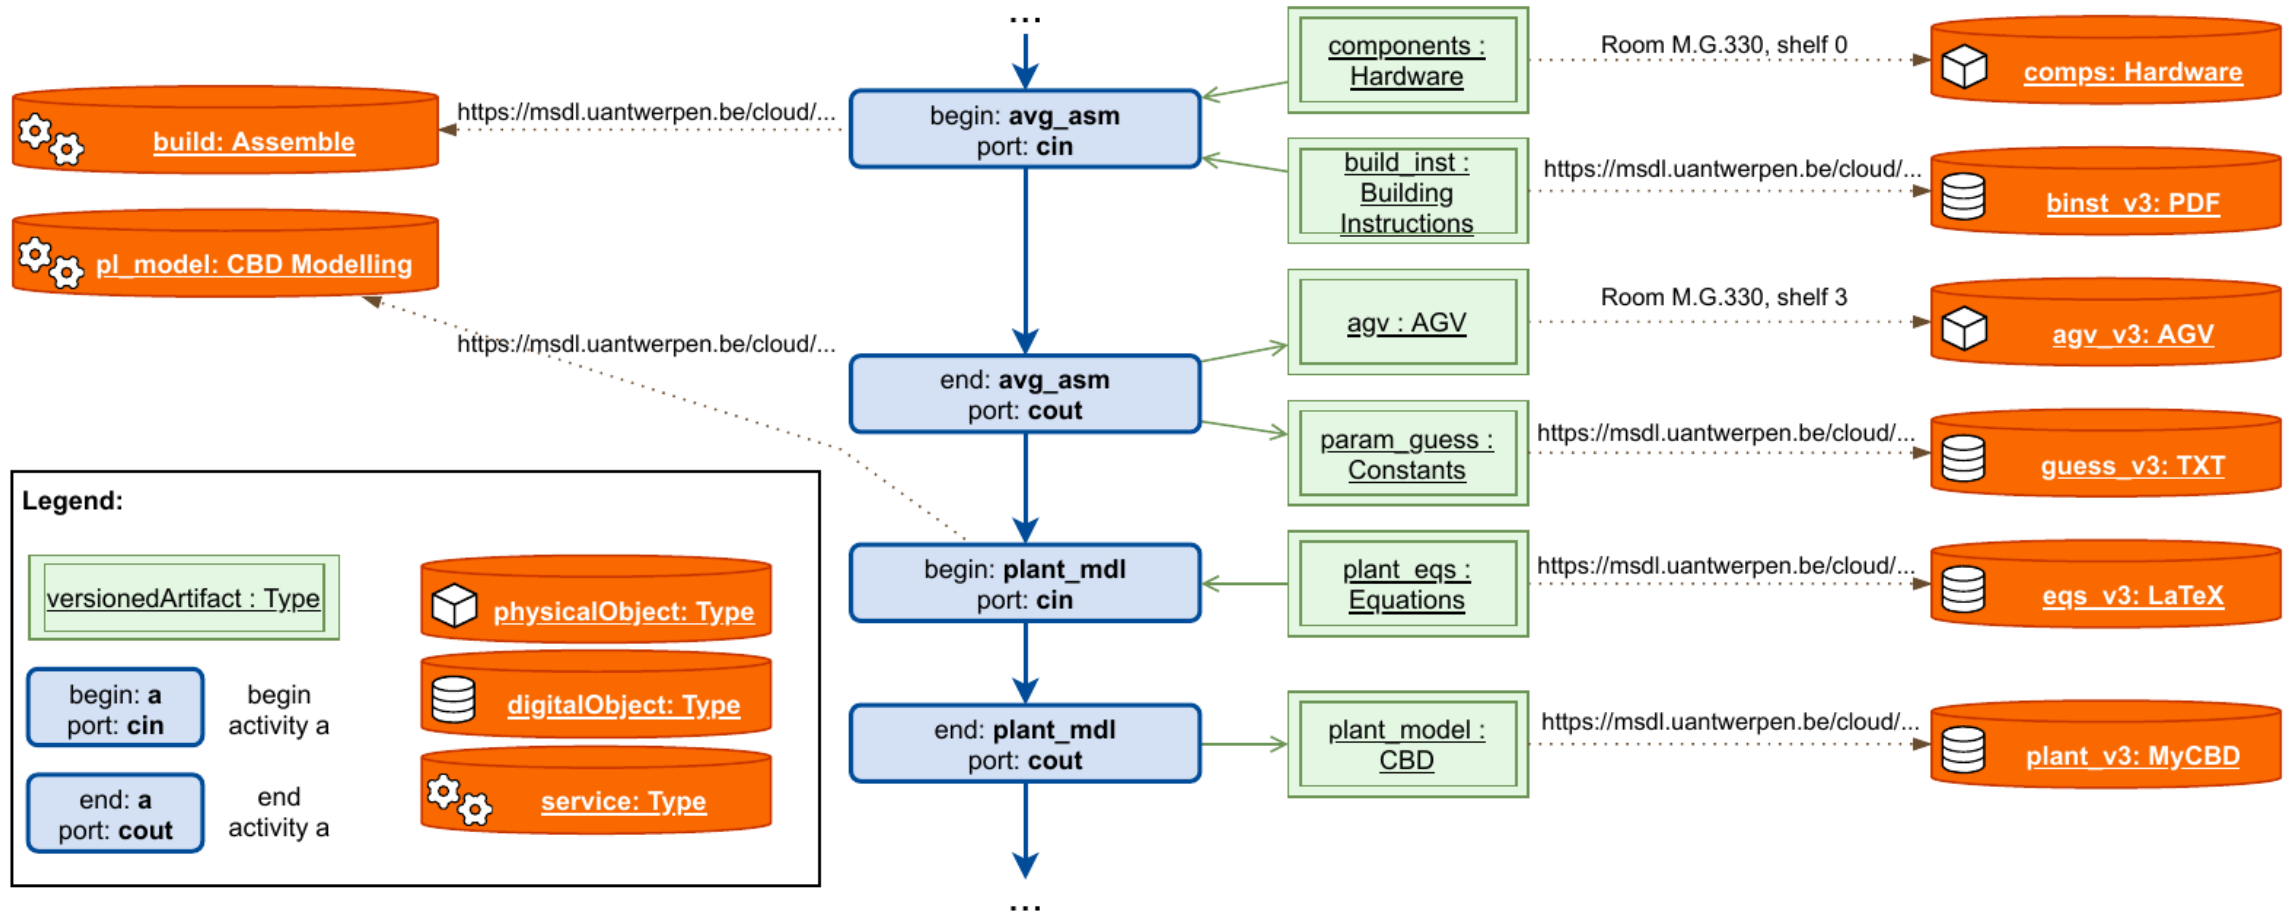 ...
components :
Hardware
Room M.G.330, shelf 0
comps: Hardware
build: Assemble
https://msdl.uantwerpen.be/cloud/...
begin: avg_asm
port: cin
build_inst :
Building
Instructions
https://msdl.uantwerpen.be/cloud/...
binst_v3: PDF
pl_model: CBD Modelling
https://msdl.uantwerpen.be/cloud/...
agv : AGV
Room M.G.330, shelf 3
agv_v3: AGV
end: avg_asm
port: cout
param_guess :
Constants
https://msdl.uantwerpen.be/cloud/...
guess_v3: TXT
begin: plant_mdl
port: cin
plant_eqs :
Equations
https://msdl.uantwerpen.be/cloud/...
eqs_v3: LaTeX
end: plant_mdl
port: cout
plant_model :
CBD
https://msdl.uantwerpen.be/cloud/...
plant_v3: MyCBD
...
Legend:
versionedArtifact : Type
begin: a
port: cin
begin
activity a
end: a
port: cout
end
activity a
physicalObject: Type
digitalObject: Type
service: Type